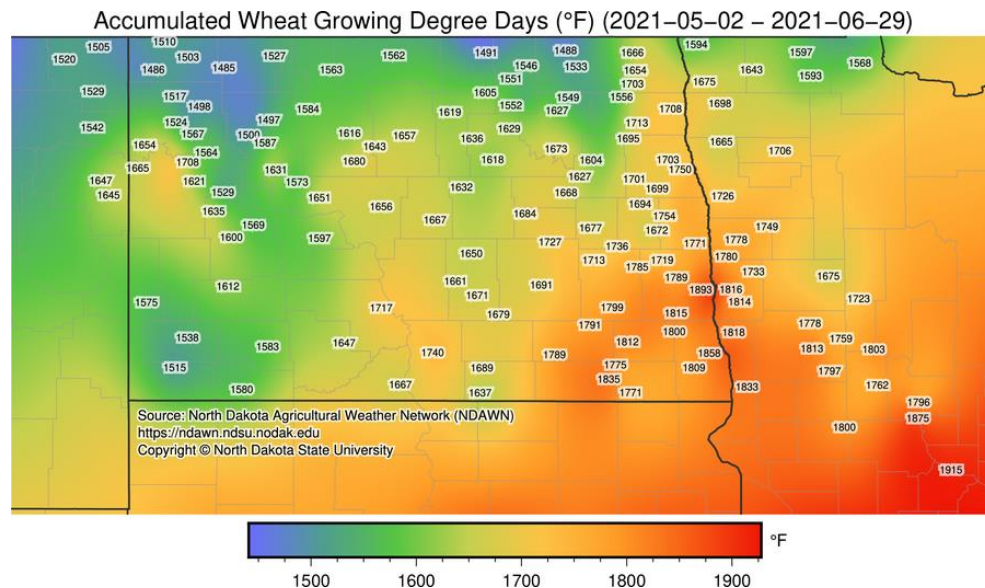 Accumulated Wheat Growing Degree Days (°F) (2021−05−02 − 2021−06−29)
1505 1510 1594
1520 1503 1527 1562 1491 1488 1666 1597
1486 1485 1563 1546 1533 1654 1643 1593 1568
1551 1703 1675
1529 1517 1605 1549 1556
1498 1584 1619 1552 1627 1708 1698
1542 1524 1497 1713
1567 1500 1616 1657 1629
1654 1587 1643 1636 1695 1665
1564 1673 1706
1665 1708 1680 1618 1604 1703
1631 1750
1647 1621 1573 1632 1627 1701
1645 1529 1651 1668 1699 1726
1635 1656 1684 1694
1569 1667 1677 1754 1749
1600 1597 1727 1672 1778
1650 1736 1771
1713 1719 1780
1785 1733
1612 1661 1691 1789 1675
1671 1893 1816
1575 1717 1679 1799 1814 1723
1815
1791 1800 1818 1778
1538 1583 1647 1812 1759
1740 1789 1858 1813 1803
1515 1689 1775 1809 1797
1580 1667 1637 1835 1771 1833 1762
1796
Source: North Dakota Agricultural Weather Network (NDAWN)
1875
https://ndawn.ndsu.nodak.edu
1800
Copyright © North Dakota State University
1915
°F
1500 1600 1700 1800 1900